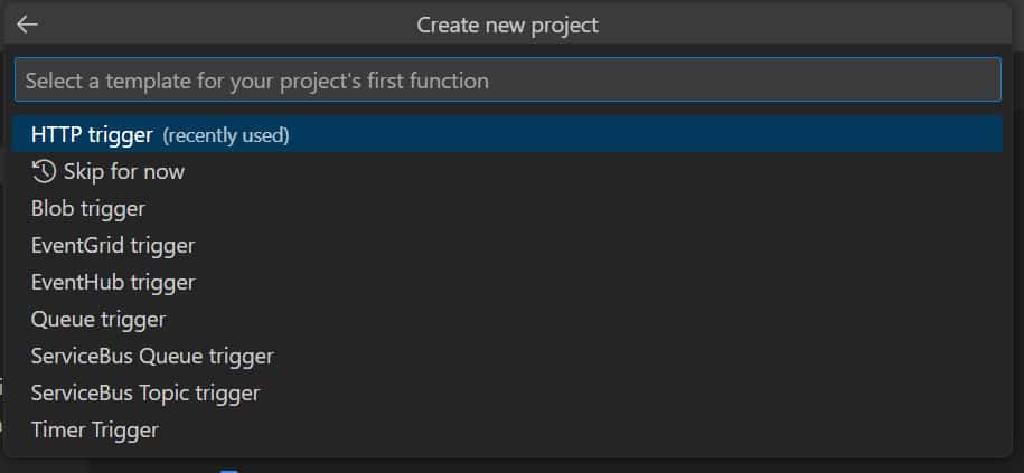 Create new project
Select a template for your project's first function
HTTP trigger (recently used)
Skip for now
Blob trigger
EventGrid trigger
EventHub trigger
Queue trigger
ServiceBus Queue trigger
ServiceBus Topic trigger
Timer Trigger